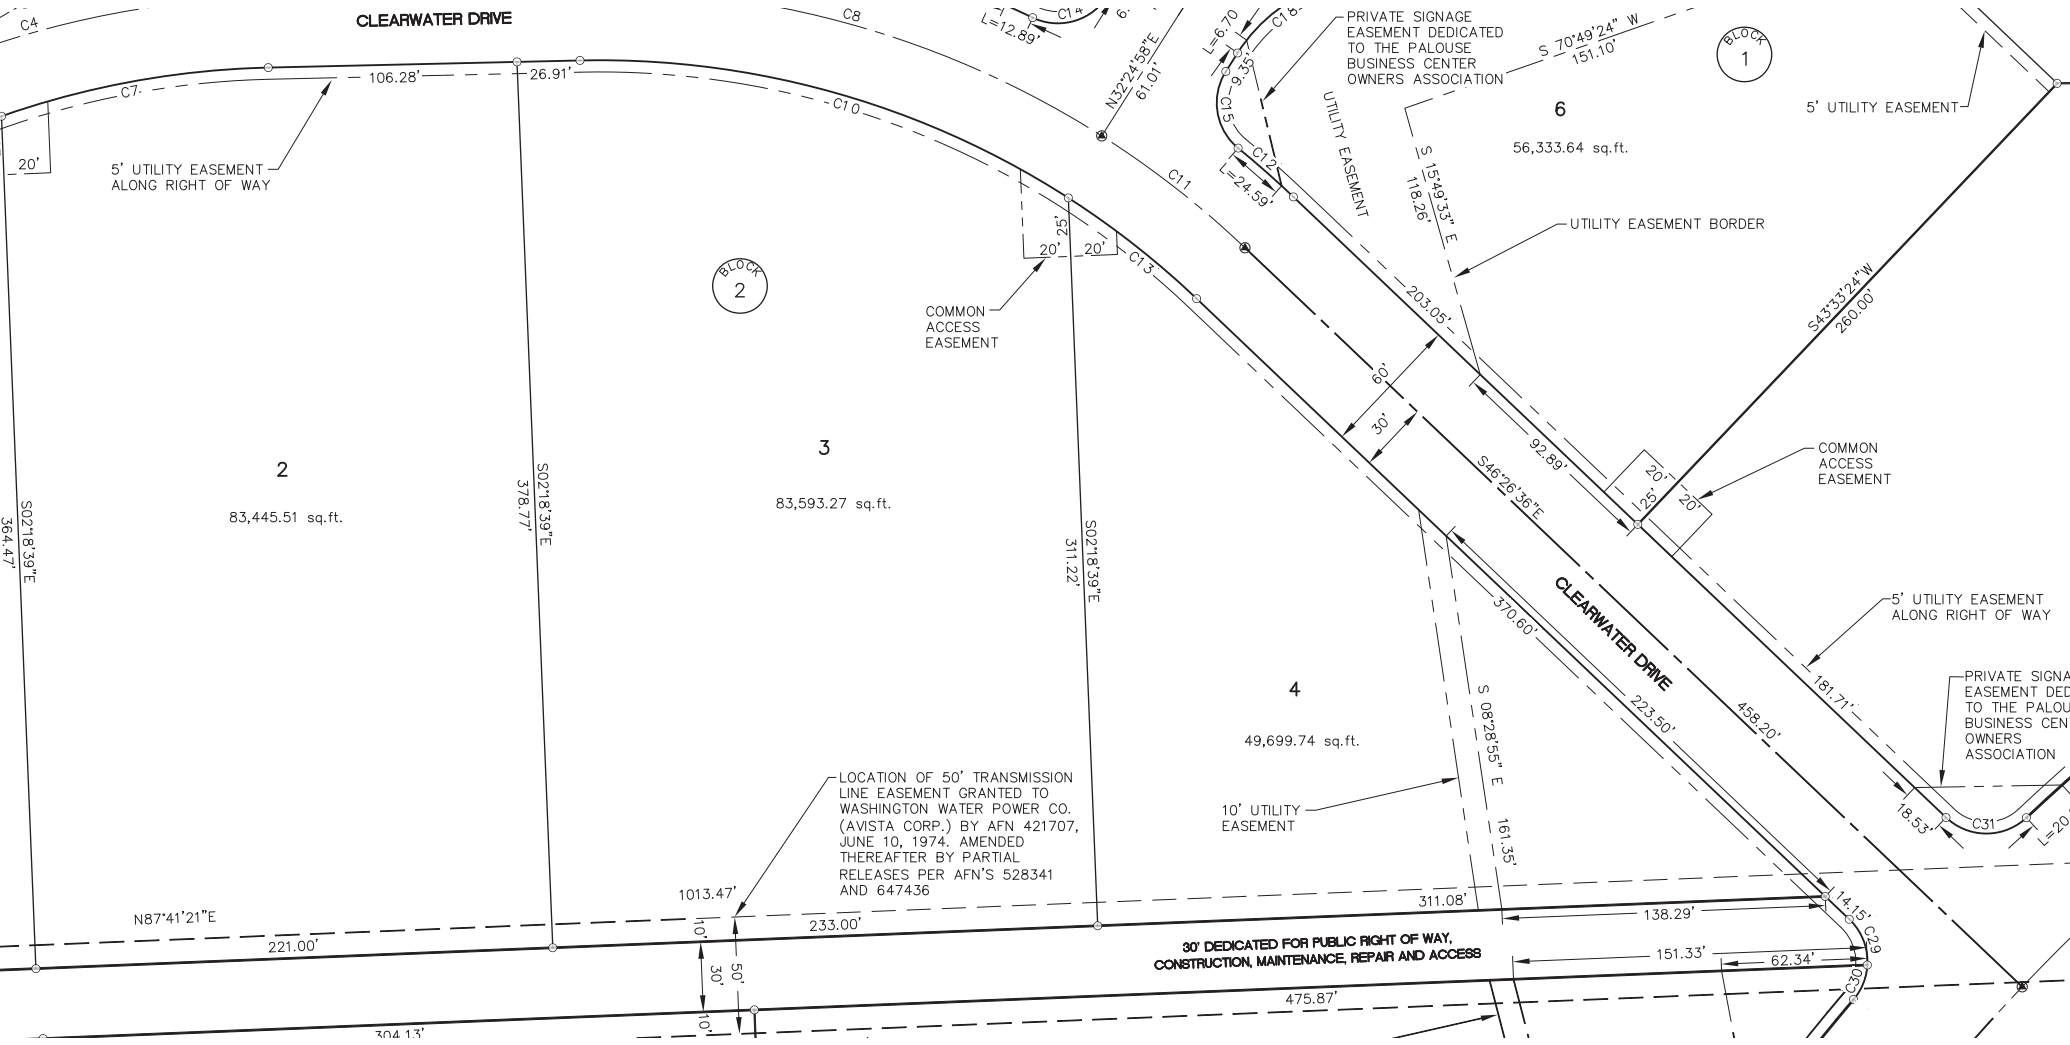 CLEARWATER DRIVE
C4
C8
C14
L=12.89'
6.
N32°24'58"E
61.01'
L=6.70
9.35'
C18
C15
C12
L=24.59'
PRIVATE SIGNAGE
EASEMENT DEDICATED
TO THE PALOUSE
BUSINESS CENTER
OWNERS ASSOCIATION
UTILITY EASEMENT
S 70°49'24" W
151.10'
BLOCK
1
6
56,333.64 sq.ft.
5' UTILITY EASEMENT
S 15°49'33" E
118.26'
UTILITY EASEMENT BORDER
S43°33'24"W
260.00'
C7
106.28'
26.91'
C10
C11
C13
20'
5' UTILITY EASEMENT
ALONG RIGHT OF WAY
BLOCK
2
25'
20'
20'
COMMON
ACCESS
EASEMENT
203.05'
60'
30'
92.89'
20'
20'
25'
COMMON
ACCESS
EASEMENT
S46°26'36"E
S02°18'39"E
364.47'
2
83,445.51 sq.ft.
S02°18'39"E
378.77'
3
83,593.27 sq.ft.
S02°18'39"E
311.22'
CLEARWATER DRIVE
370.60'
223.50'
458.20'
181.71'
5' UTILITY EASEMENT
ALONG RIGHT OF WAY
PRIVATE SIGNA
EASEMENT DED
TO THE PALOU
BUSINESS CEN
OWNERS
ASSOCIATION
18.53'
C31
L=20.
4
49,699.74 sq.ft.
S 08°28'55" E
161.35'
10' UTILITY
EASEMENT
LOCATION OF 50' TRANSMISSION
LINE EASEMENT GRANTED TO
WASHINGTON WATER POWER CO.
(AVISTA CORP.) BY AFN 421707,
JUNE 10, 1974. AMENDED
THEREAFTER BY PARTIAL
RELEASES PER AFN'S 528341
AND 647436
1013.47'
N87°41'21"E
221.00'
233.00'
311.08'
138.29'
14.15'
C29
C30
151.33'
62.34'
30' DEDICATED FOR PUBLIC RIGHT OF WAY,
CONSTRUCTION, MAINTENANCE, REPAIR AND ACCESS
10'
30'
50'
10'
475.87'
304.13'